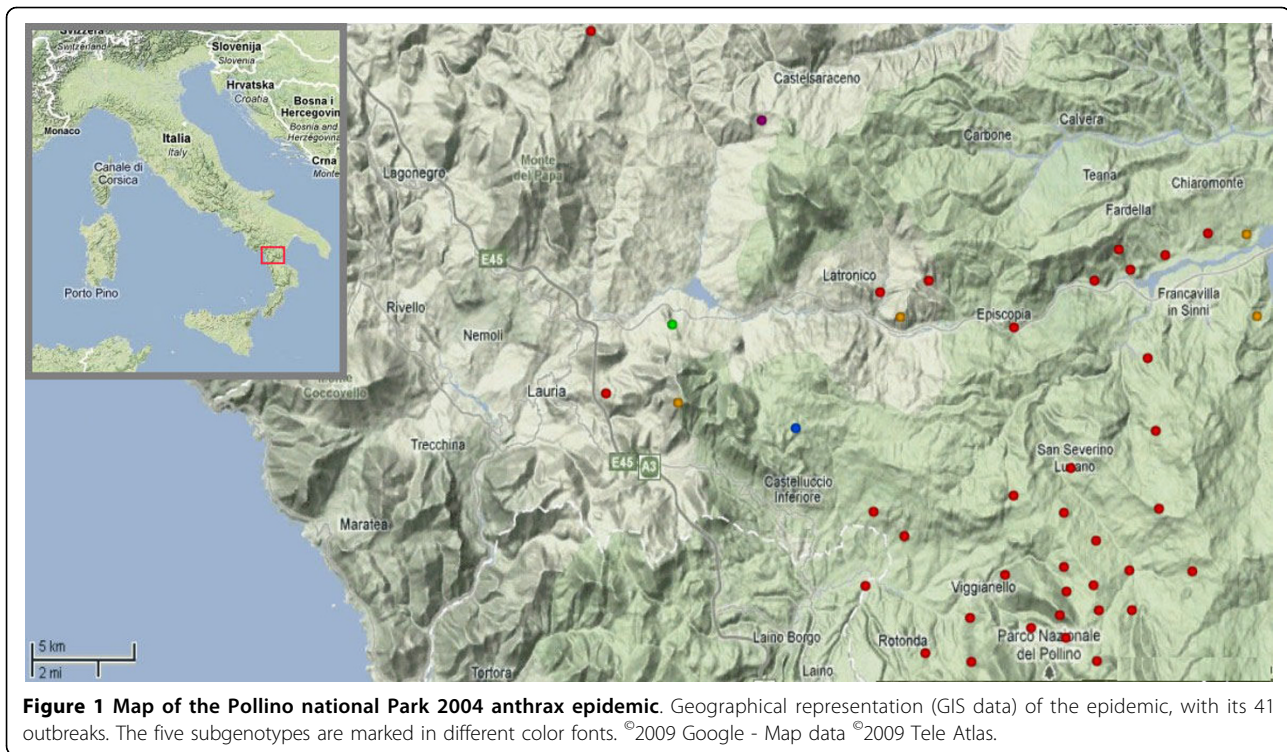 Svizzera
Switzerland
Slovenija
Slovenia
Hrvatska
Croatia
Bosna i
Hercegovina
Bosnia and
Herzegovina
Monaco
Italia
Italy
Crna
Monte
Canale di
Corsica
Porto Pino
Castelsaraceno
Calvera
Carbone
Monte
del Papa
Lagonegro
Teana
Chiaromonte
Fardella
E45
Latronico
Rivello
Episcopia
Francavilla
in Sinni
Nemoli
Monte
Coccovello
Lauria
Trecchina
San Severino
Lucano
E45 A3
Castelluccio
Inferiore
Maratea
Viggianello
5 km
2 mi
Laino Borgo
Rotonda
Parco Nazionale
del Pollino
Tortora
Laino
Figure 1 Map of the Pollino national Park 2004 anthrax epidemic. Geographical representation (GIS data) of the epidemic, with its 41
outbreaks. The five subgenotypes are marked in different color fonts. ©2009 Google - Map data ©2009 Tele Atlas.